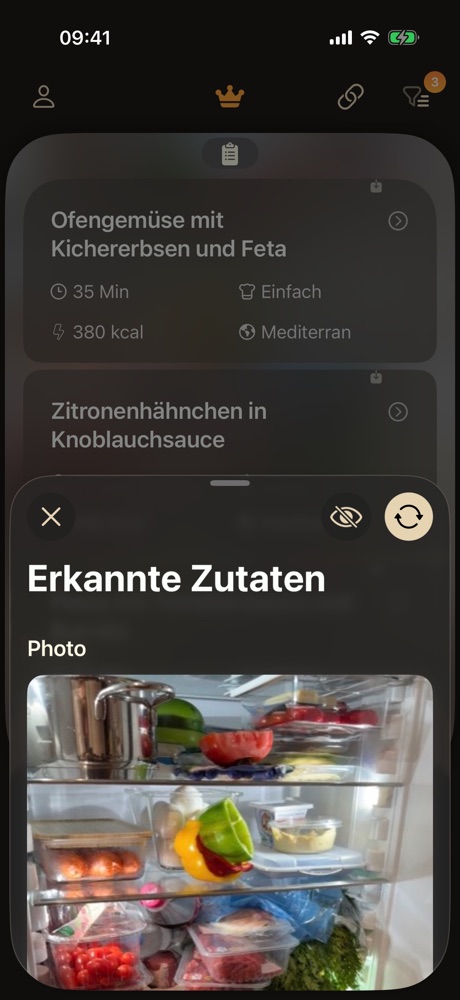 09:41
3
Ofengemüse mit
Kichererbsen und Feta
35 Min
Einfach
380 kcal
Mediterran
Zitronenhähnchen in
Knoblauchsauce
Erkannte Zutaten
Photo